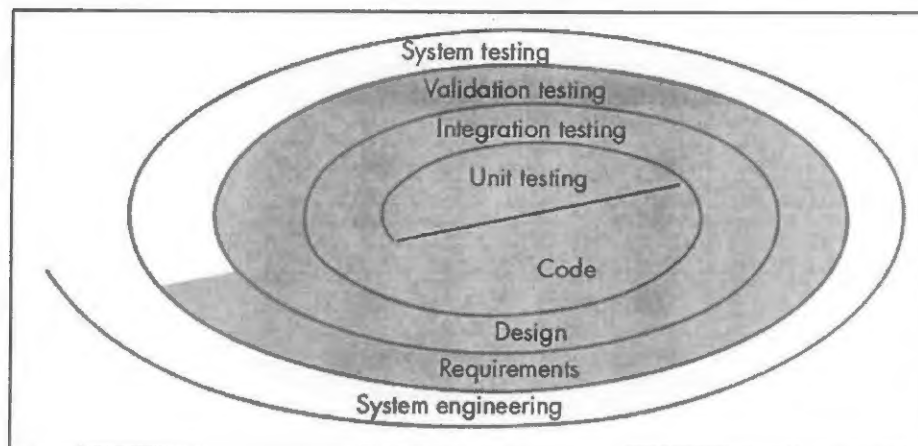 System testing
Validation testing
Integration testing
Unit testing
Code
Design
Requirements
System engineering